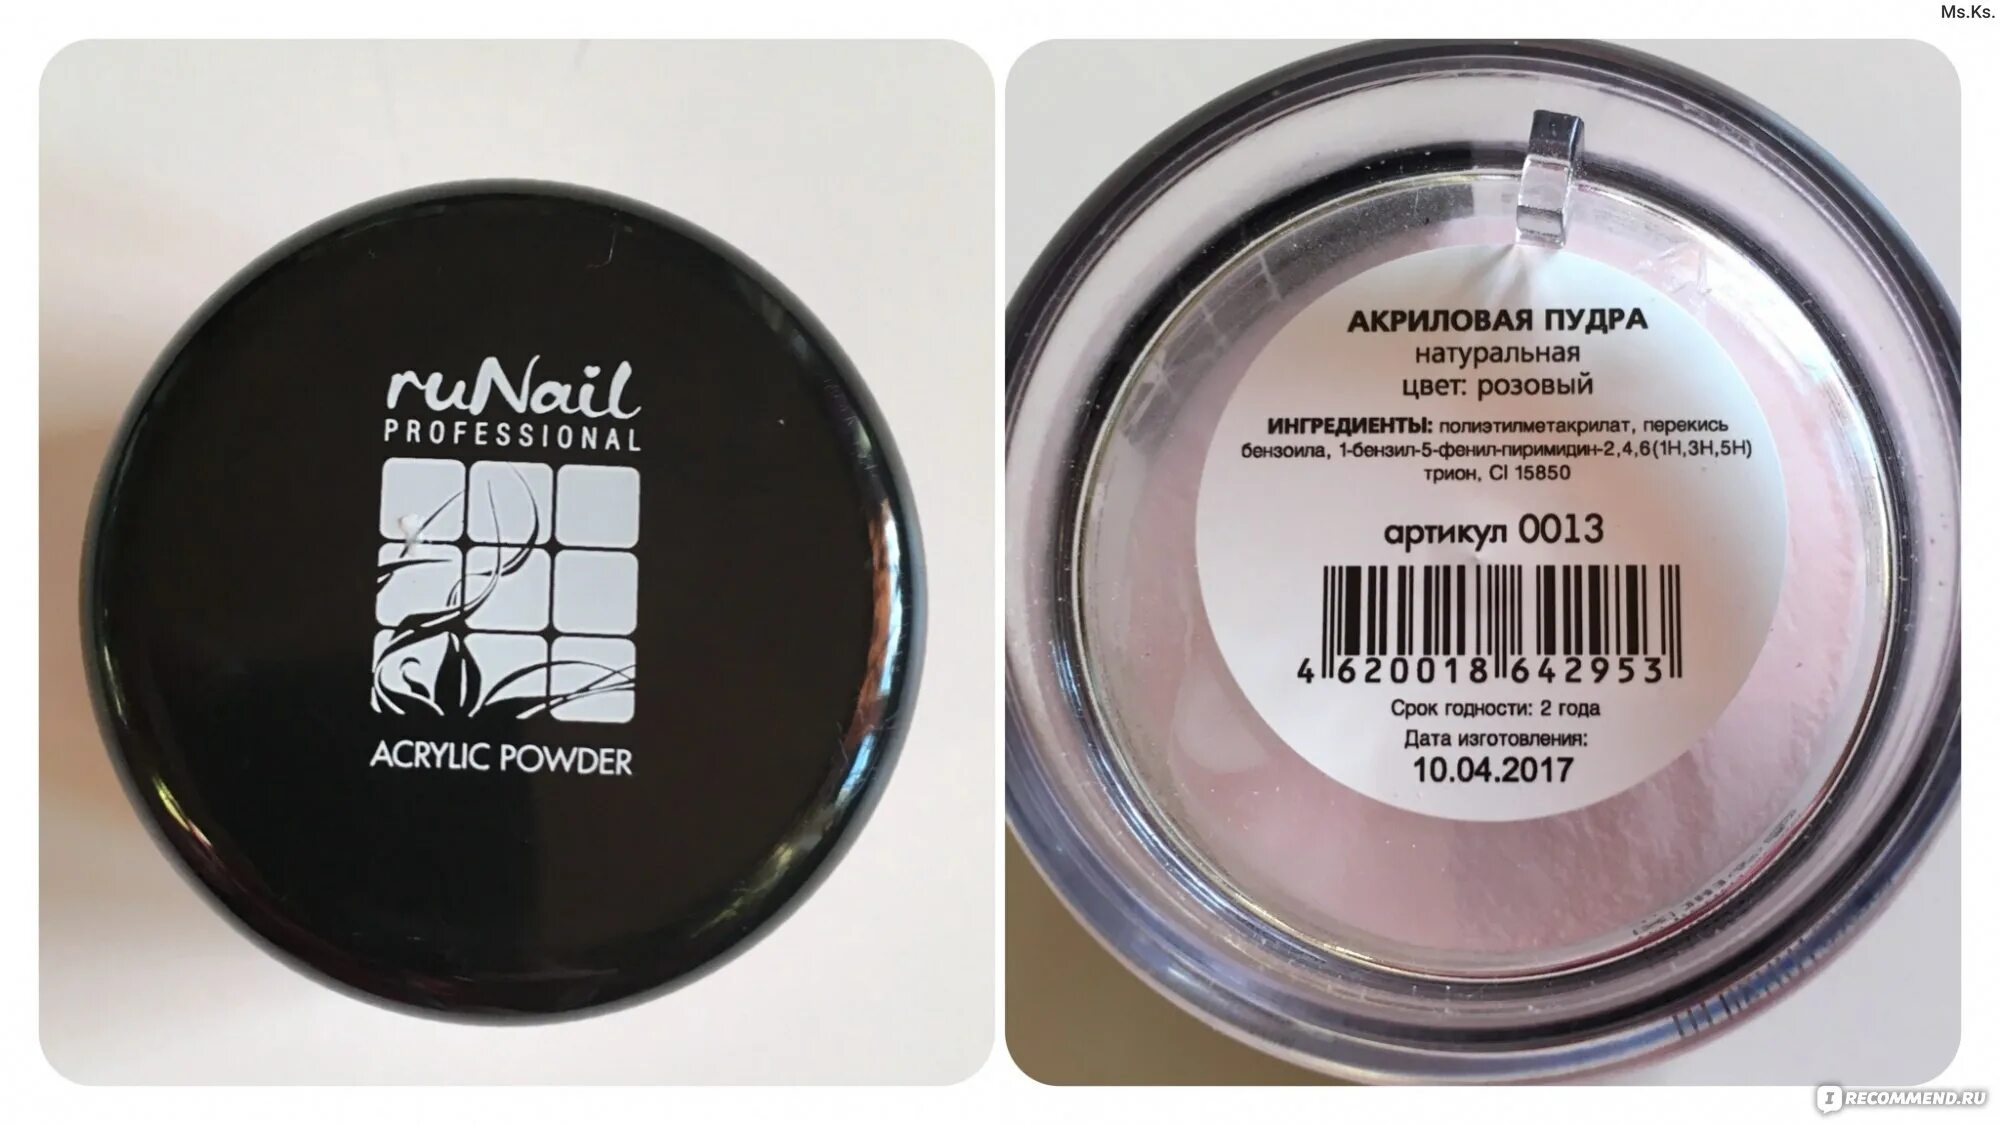 Ms.Ks.
ruNail
PROFESSIONAL
ACRYLIC POWDER
АКРИЛОВАЯ ПУДРА
натуральная
цвет: розовый
ИНГРЕДИЕНТЫ: полиэтилметакрилат, перекись
бензоила, 1-бензил-5-фенил-пиримидин-2,4,6(1H,3H,5H)
трион, CI 15850
артикул 0013
4 620018 642953
Срок годности: 2 года
Дата изготовления:
10.04.2017
IRECOMMEND.RU